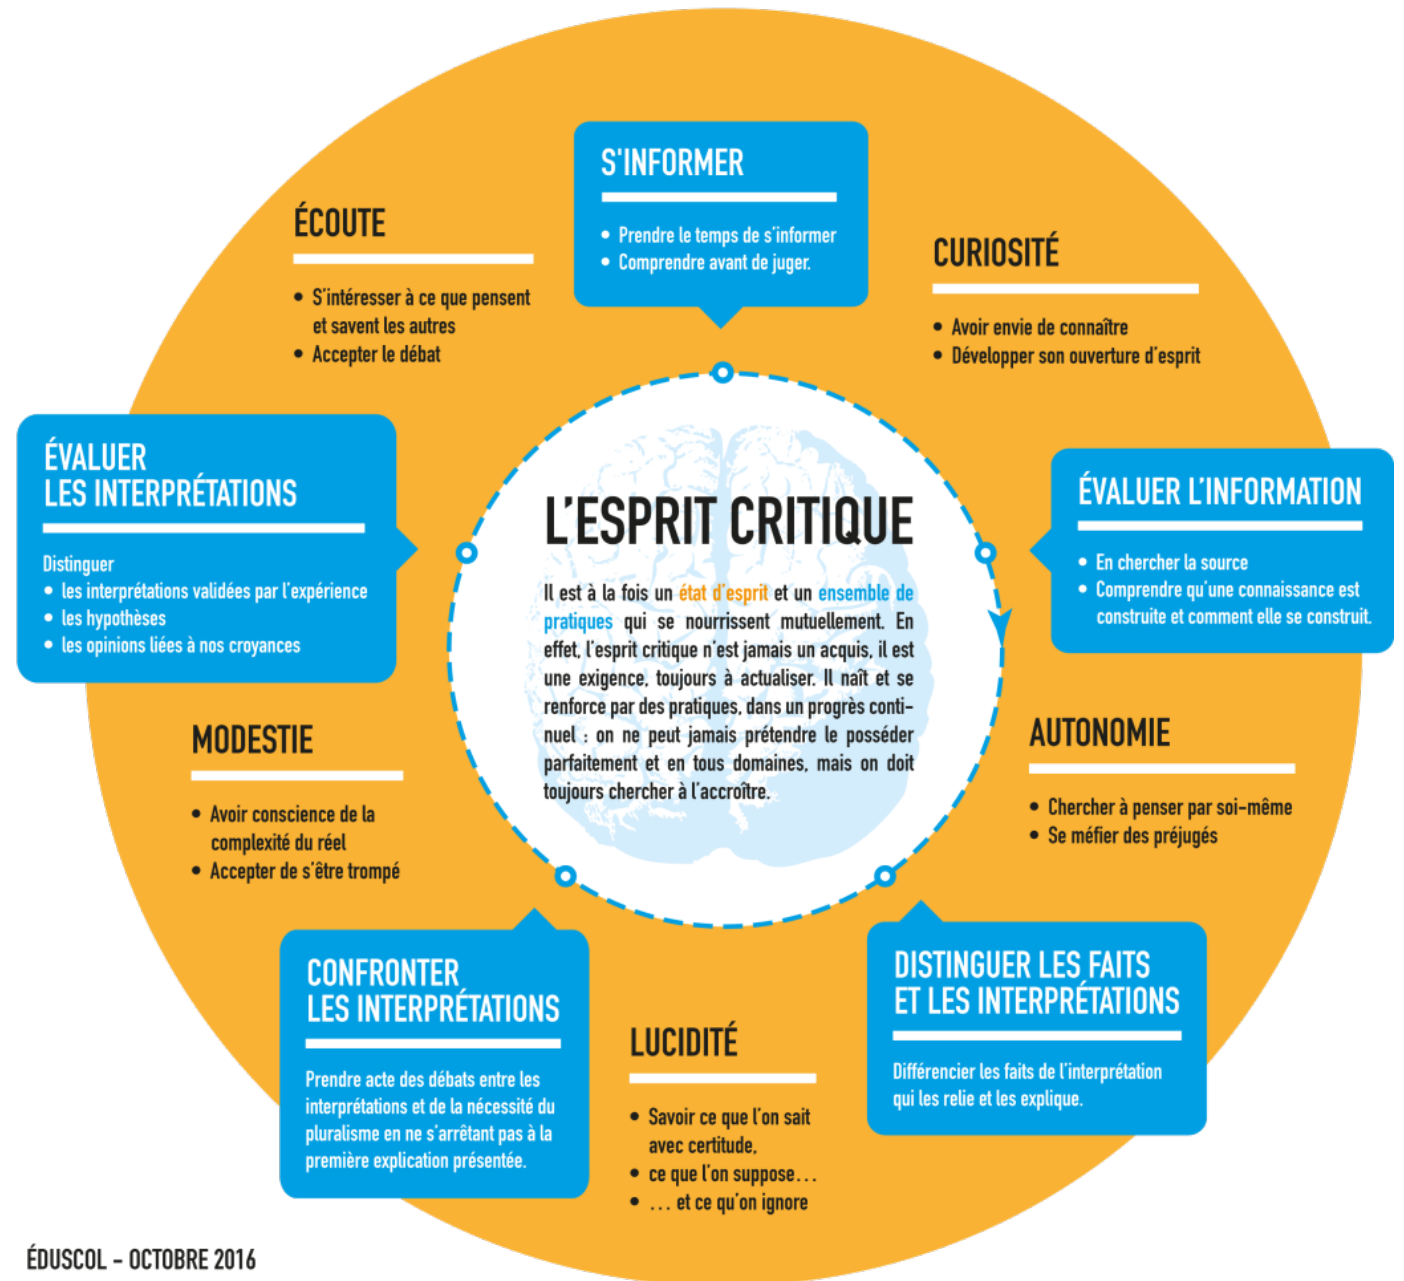 S'INFORMER
• Prendre le temps de s'informer
• Comprendre avant de juger.
ÉCOUTE
• S'intéresser à ce que pensent
et savent les autres
• Accepter le débat
CURIOSITÉ
• Avoir envie de connaître
• Développer son ouverture d'esprit
ÉVALUER
LES INTERPRÉTATIONS
Distinguer
• les interprétations validées par l'expérience
• les hypothèses
• les opinions liées à nos croyances
L'ESPRIT CRITIQUE
Il est à la fois un état d'esprit et un ensemble de
pratiques qui se nourrissent mutuellement. En
effet, l'esprit critique n'est jamais un acquis, il est
une exigence, toujours à actualiser. Il naît et se
renforce par des pratiques, dans un progrès conti-
nuel : on ne peut jamais prétendre le posséder
parfaitement et en tous domaines, mais on doit
toujours chercher à l'accroître.
ÉVALUER L'INFORMATION
• En chercher la source
• Comprendre qu'une connaissance est
construite et comment elle se construit.
MODESTIE
• Avoir conscience de la
complexité du réel
• Accepter de s'être trompé
AUTONOMIE
• Chercher à penser par soi-même
• Se méfier des préjugés
CONFRONTER
LES INTERPRÉTATIONS
Prendre acte des débats entre les
interprétations et de la nécessité du
pluralisme en ne s'arrêtant pas à la
première explication présentée.
LUCIDITÉ
• Savoir ce que l'on sait
avec certitude,
• ce que l'on suppose...
• ... et ce qu'on ignore
DISTINGUER LES FAITS
ET LES INTERPRÉTATIONS
Différencier les faits de l'interprétation
qui les relie et les explique.
ÉDUSCOL - OCTOBRE 2016